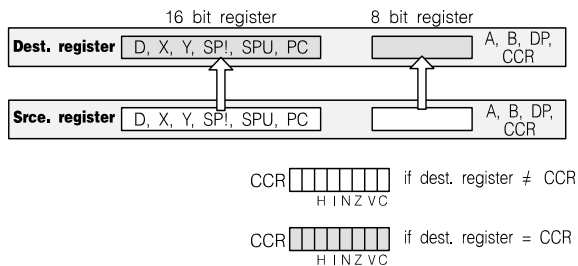 16 bit register 8 bit register
Dest. register D, X, Y, SP!, SPU, PC A, B, DP, CCR
Srce. register D, X, Y, SP!, SPU, PC A, B, DP, CCR
CCR if dest. register ≠ CCR
H I N Z V C
CCR if dest. register = CCR
H I N Z V C